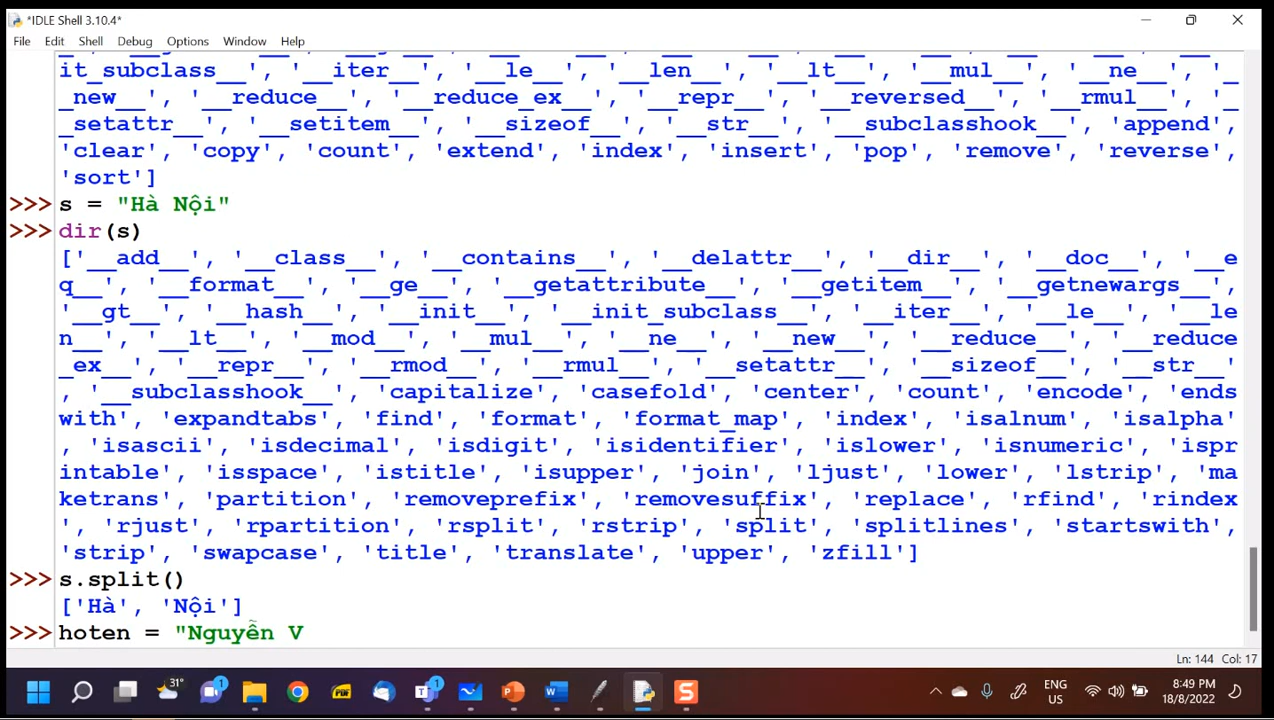 *IDLE Shell 3.10.4*
File Edit Shell Debug Options Window Help
it_subclass__', '__iter__', '__le__', '__len__', '__lt__', '__mul__', '__ne__', '_
_new__', '__reduce__', '__reduce_ex__', '__repr__', '__reversed__', '__rmul__', '_
_setattr__', '__setitem__', '__sizeof__', '__str__', '__subclasshook__', 'append',
'clear', 'copy', 'count', 'extend', 'index', 'insert', 'pop', 'remove', 'reverse',
'sort']
>>> s = "Hà Nội"
>>> dir(s)
['__add__', '__class__', '__contains__', '__delattr__', '__dir__', '__doc__', '__e
q__', '__format__', '__ge__', '__getattribute__', '__getitem__', '__getnewargs__',
'__gt__', '__hash__', '__init__', '__init_subclass__', '__iter__', '__le__', '__le
n__', '__lt__', '__mod__', '__mul__', '__ne__', '__new__', '__reduce__', '__reduce
_ex__', '__repr__', '__rmod__', '__rmul__', '__setattr__', '__sizeof__', '__str__'
, '__subclasshook__', 'capitalize', 'casefold', 'center', 'count', 'encode', 'ends
with', 'expandtabs', 'find', 'format', 'format_map', 'index', 'isalnum', 'isalpha'
, 'isascii', 'isdecimal', 'isdigit', 'isidentifier', 'islower', 'isnumeric', 'ispr
intable', 'isspace', 'istitle', 'isupper', 'join', 'ljust', 'lower', 'lstrip', 'ma
ketrans', 'partition', 'removeprefix', 'removesuffix', 'replace', 'rfind', 'rindex
', 'rjust', 'rpartition', 'rsplit', 'rstrip', 'split', 'splitlines', 'startswith',
'strip', 'swapcase', 'title', 'translate', 'upper', 'zfill']
>>> s.split()
['Hà', 'Nội']
>>> hoten = "Nguyễn V
Ln: 144 Col: 17
31°
1
1
PDF
ENG
US
8:49 PM
18/8/2022